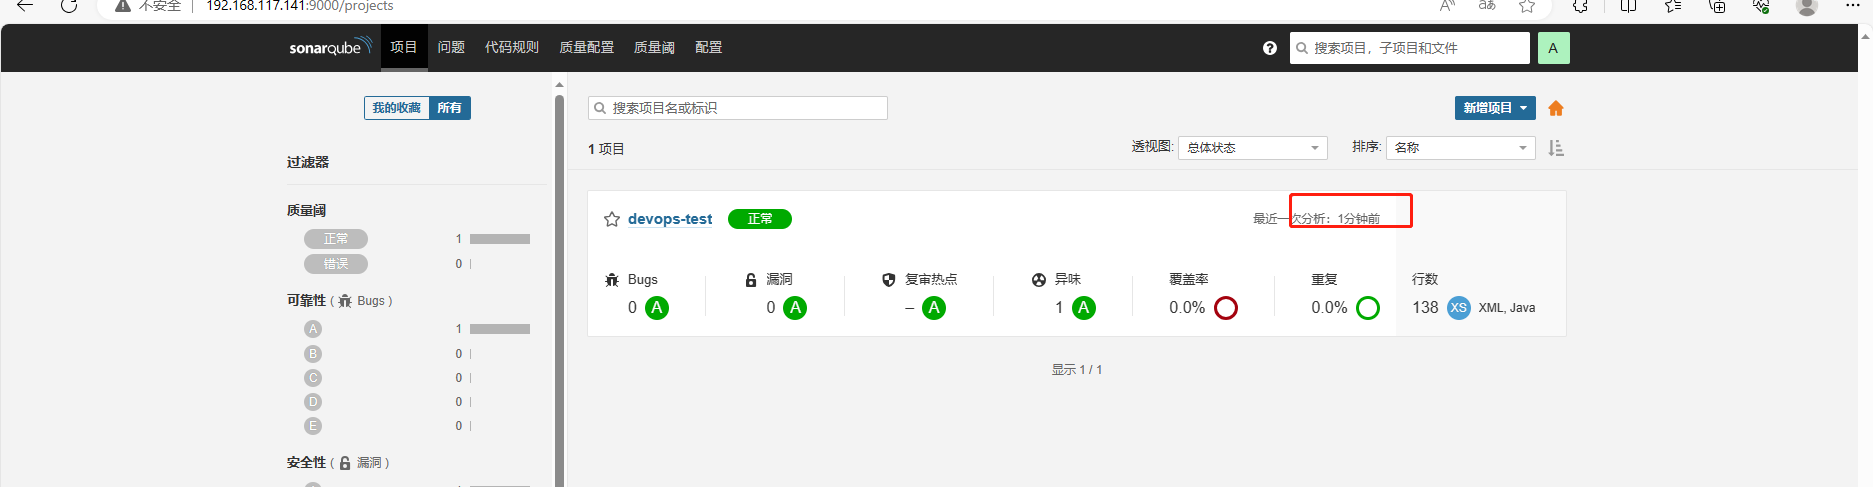 不安全 192.168.117.141:9000/projects
sonarqube 项目 问题 代码规则 质量配置 质量阈 配置 搜索项目，子项目和文件 A
我的收藏 所有
搜索项目名或标识 新增项目
1 项目 透视图: 总体状态 排序: 名称
过滤器
质量阈
正常 1
错误 0
可靠性 ( Bugs )
A 1
B 0
C 0
D 0
E 0
安全性 ( 漏洞 )
devops-test 正常 最近一次分析：1分钟前
Bugs 漏洞 复审热点 异味 覆盖率 重复 行数
0 A 0 A – A 1 A 0.0% 0.0% 138 XS XML, Java
显示 1 / 1